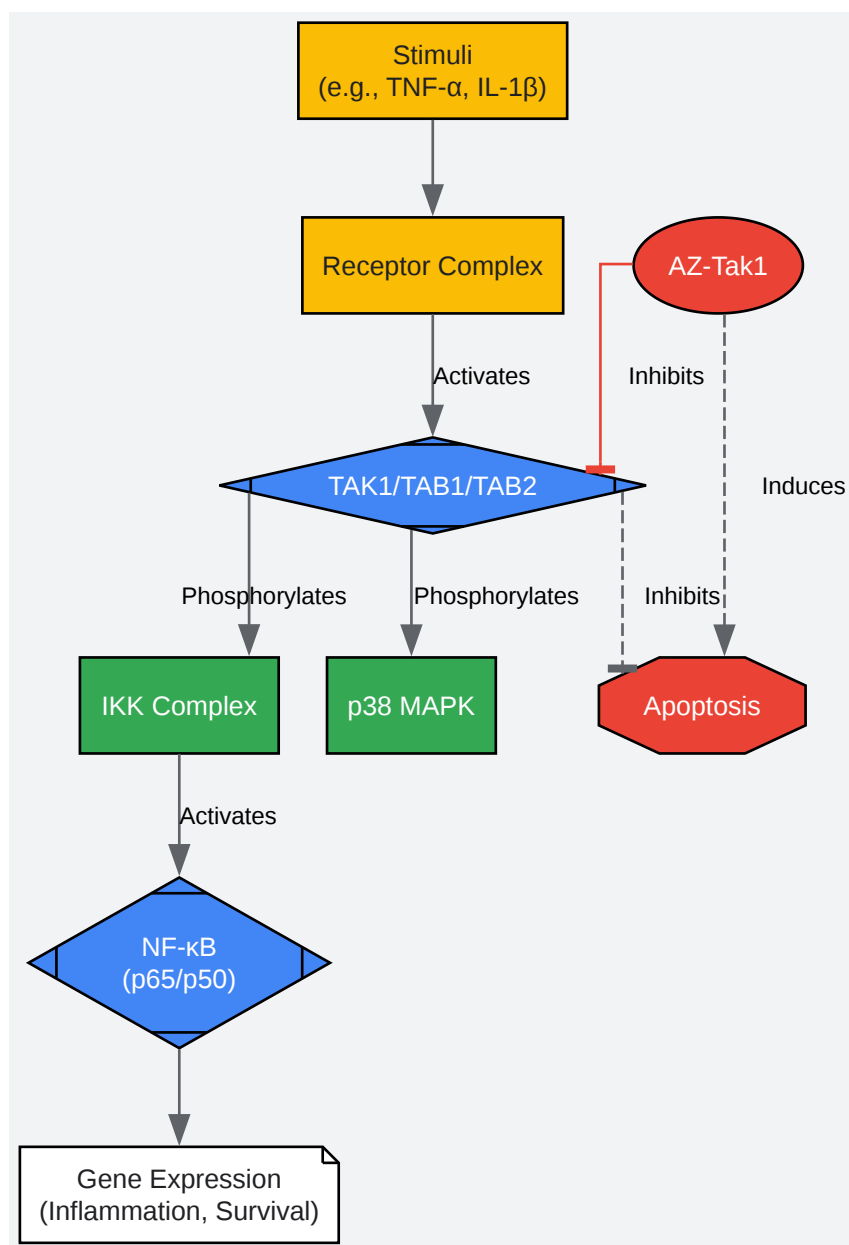 Stimuli
(e.g., TNF-α, IL-1β)
Receptor Complex
AZ-Tak1
Activates
Inhibits
TAK1/TAB1/TAB2
Induces
Phosphorylates
Phosphorylates
Inhibits
IKK Complex
p38 MAPK
Apoptosis
Activates
NF-κB
(p65/p50)
Gene Expression
(Inflammation, Survival)